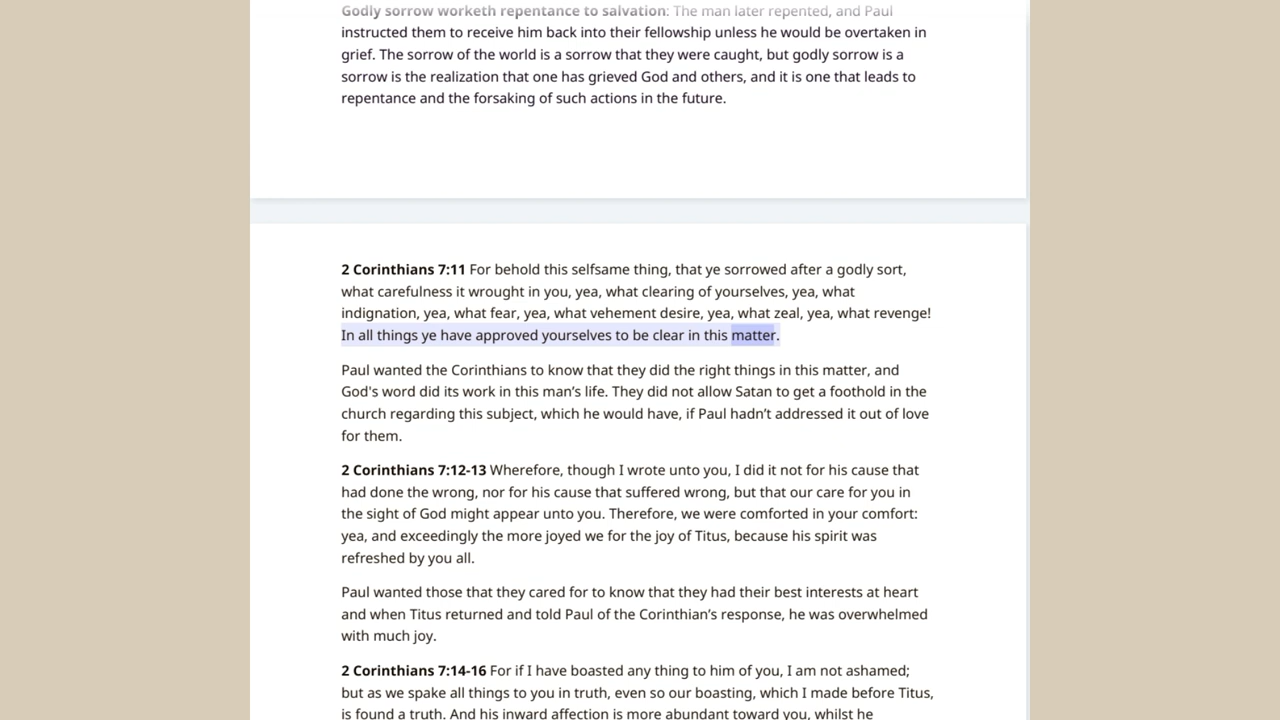 Godly sorrow worketh repentance to salvation: The man later repented, and Paul
instructed them to receive him back into their fellowship unless he would be overtaken in
grief. The sorrow of the world is a sorrow that they were caught, but godly sorrow is a
sorrow is the realization that one has grieved God and others, and it is one that leads to
repentance and the forsaking of such actions in the future.
2 Corinthians 7:11 For behold this selfsame thing, that ye sorrowed after a godly sort,
what carefulness it wrought in you, yea, what clearing of yourselves, yea, what
indignation, yea, what fear, yea, what vehement desire, yea, what zeal, yea, what revenge!
In all things ye have approved yourselves to be clear in this matter.
Paul wanted the Corinthians to know that they did the right things in this matter, and
God's word did its work in this man’s life. They did not allow Satan to get a foothold in the
church regarding this subject, which he would have, if Paul hadn’t addressed it out of love
for them.
2 Corinthians 7:12-13 Wherefore, though I wrote unto you, I did it not for his cause that
had done the wrong, nor for his cause that suffered wrong, but that our care for you in
the sight of God might appear unto you. Therefore, we were comforted in your comfort:
yea, and exceedingly the more joyed we for the joy of Titus, because his spirit was
refreshed by you all.
Paul wanted those that they cared for to know that they had their best interests at heart
and when Titus returned and told Paul of the Corinthian’s response, he was overwhelmed
with much joy.
2 Corinthians 7:14-16 For if I have boasted any thing to him of you, I am not ashamed;
but as we spake all things to you in truth, even so our boasting, which I made before Titus,
is found a truth. And his inward affection is more abundant toward you, whilst he